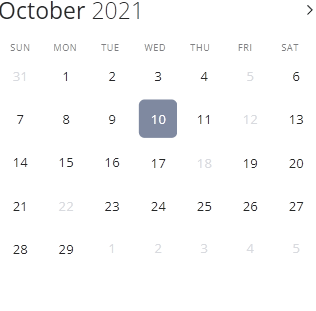 October 2021 >
SUN MON TUE WED THU FRI SAT
31 1 2 3 4 5 6
7 8 9 10 11 12 13
14 15 16 17 18 19 20
21 22 23 24 25 26 27
28 29 1 2 3 4 5